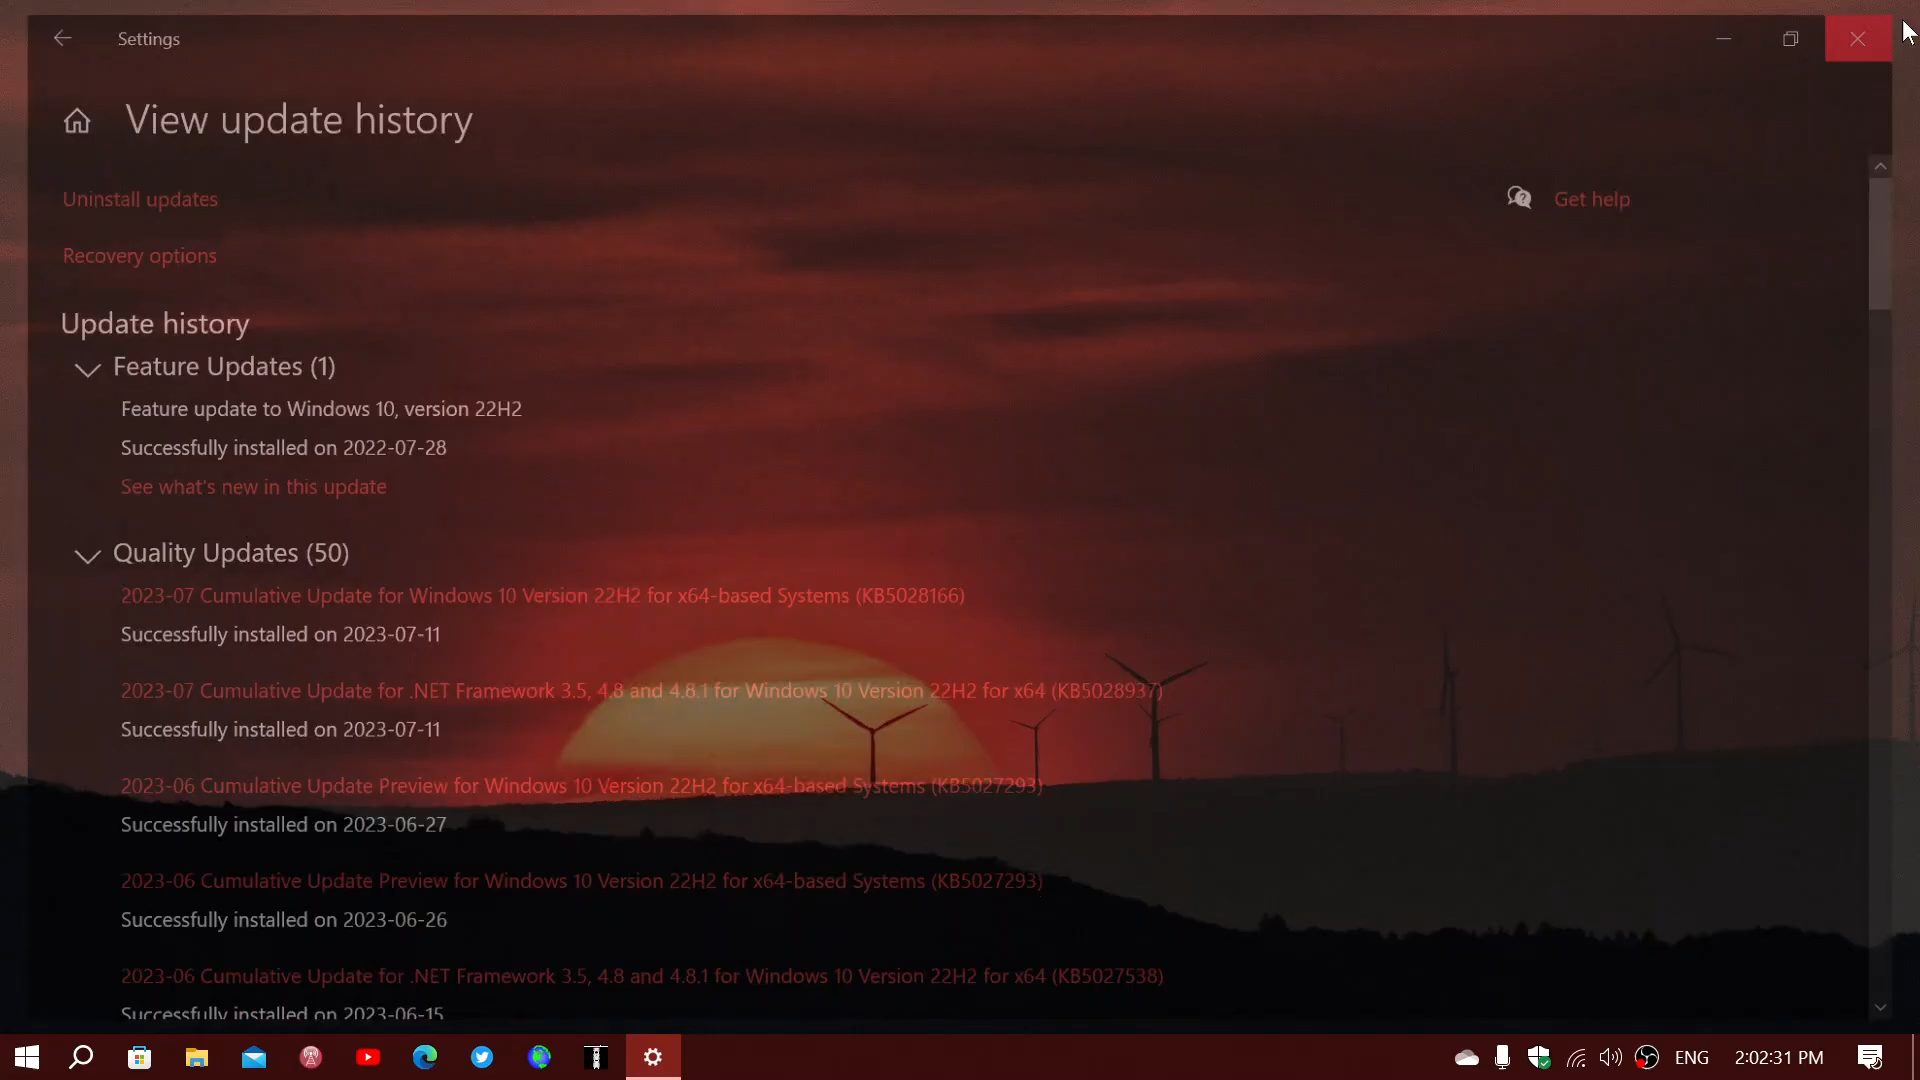 Settings
View update history
Uninstall updates
Get help
Recovery options
Update history
Feature Updates (1)
Feature update to Windows 10, version 22H2
Successfully installed on 2022-07-28
See what's new in this update
Quality Updates (50)
2023-07 Cumulative Update for Windows 10 Version 22H2 for x64-based Systems (KB5028166)
Successfully installed on 2023-07-11
2023-07 Cumulative Update for .NET Framework 3.5, 4.8 and 4.8.1 for Windows 10 Version 22H2 for x64 (KB5028937)
Successfully installed on 2023-07-11
2023-06 Cumulative Update Preview for Windows 10 Version 22H2 for x64-based Systems (KB5027293)
Successfully installed on 2023-06-27
2023-06 Cumulative Update Preview for Windows 10 Version 22H2 for x64-based Systems (KB5027293)
Successfully installed on 2023-06-26
2023-06 Cumulative Update for .NET Framework 3.5, 4.8 and 4.8.1 for Windows 10 Version 22H2 for x64 (KB5027538)
Successfully installed on 2023-06-15
ENG
2:02:31 PM